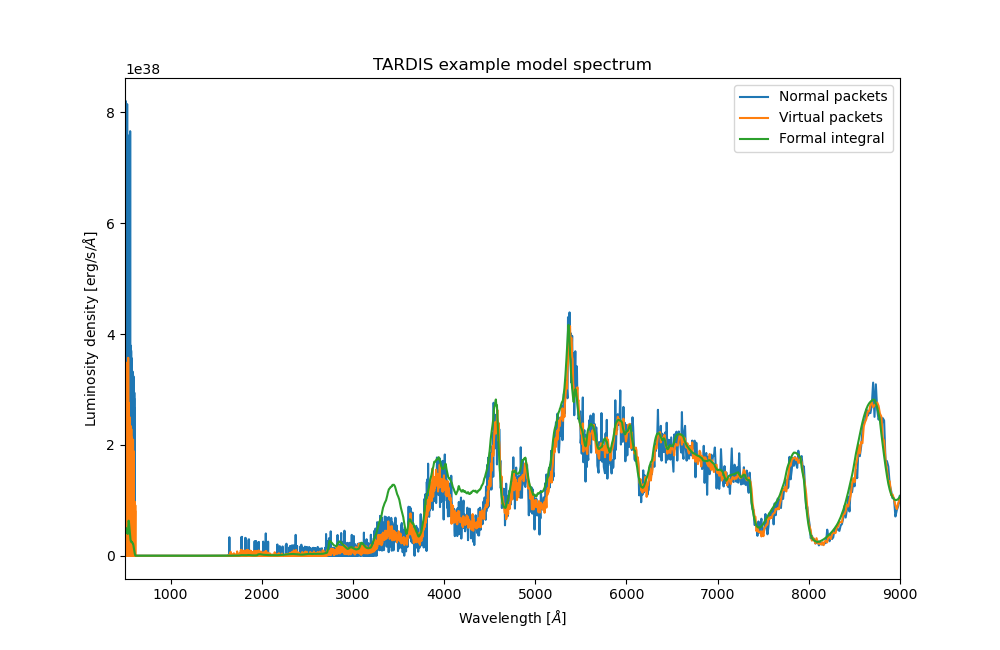 TARDIS example model spectrum
1e38
Normal packets
Virtual packets
Formal integral
8
6
4
2
0
Luminosity density [erg/s/Å]
1000 2000 3000 4000 5000 6000 7000 8000 9000
Wavelength [Å]